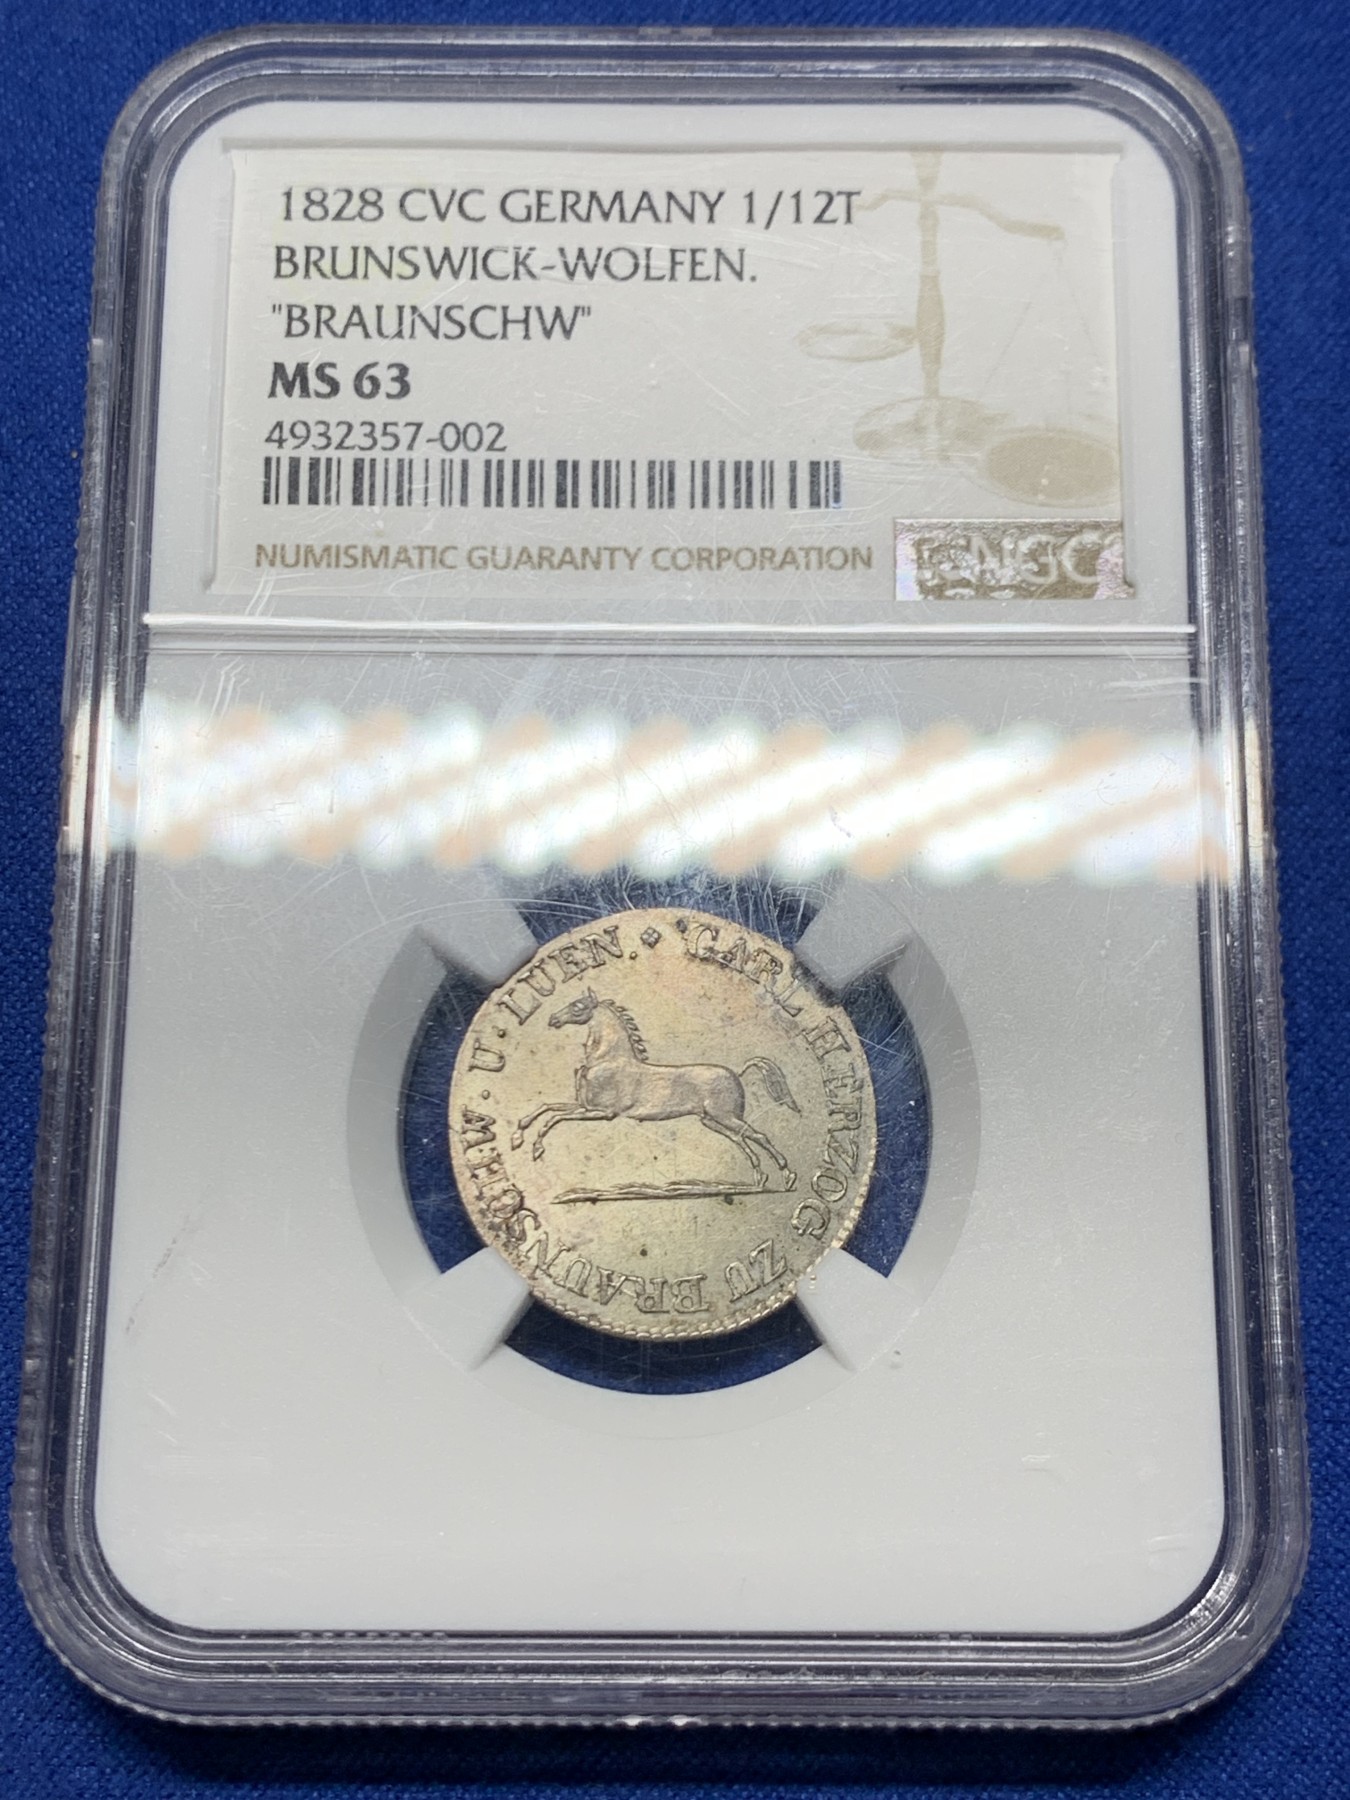 1828 CVC GERMANY 1/12T
BRUNSWICK-WOLFEN.
"BRAUNSCHW"
MS 63
4932357-002
NUMISMATIC GUARANTY CORPORATION
NGC
CARL HERZOG ZU BRAUNSCHW. U. LUEN.